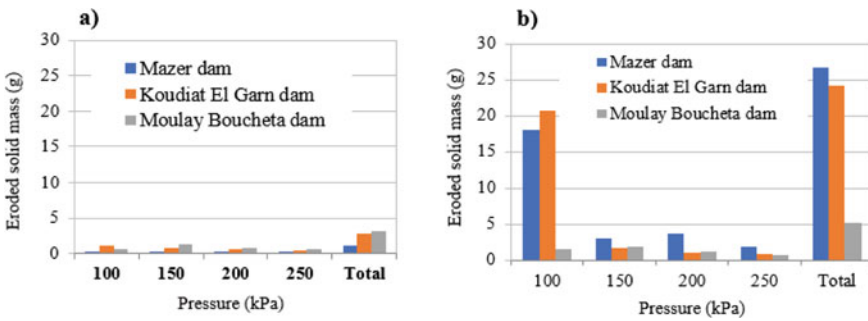 a)
30
25
20
15
10
5
0
Eroded solid mass (g)
Mazer dam
Koudiat El Garn dam
Moulay Boucheta dam
100 150 200 250 Total
Pressure (kPa)
b)
30
25
20
15
10
5
0
Eroded solid mass (g)
Mazer dam
Koudiat El Garn dam
Moulay Boucheta dam
100 150 200 250 Total
Pressure (kPa)